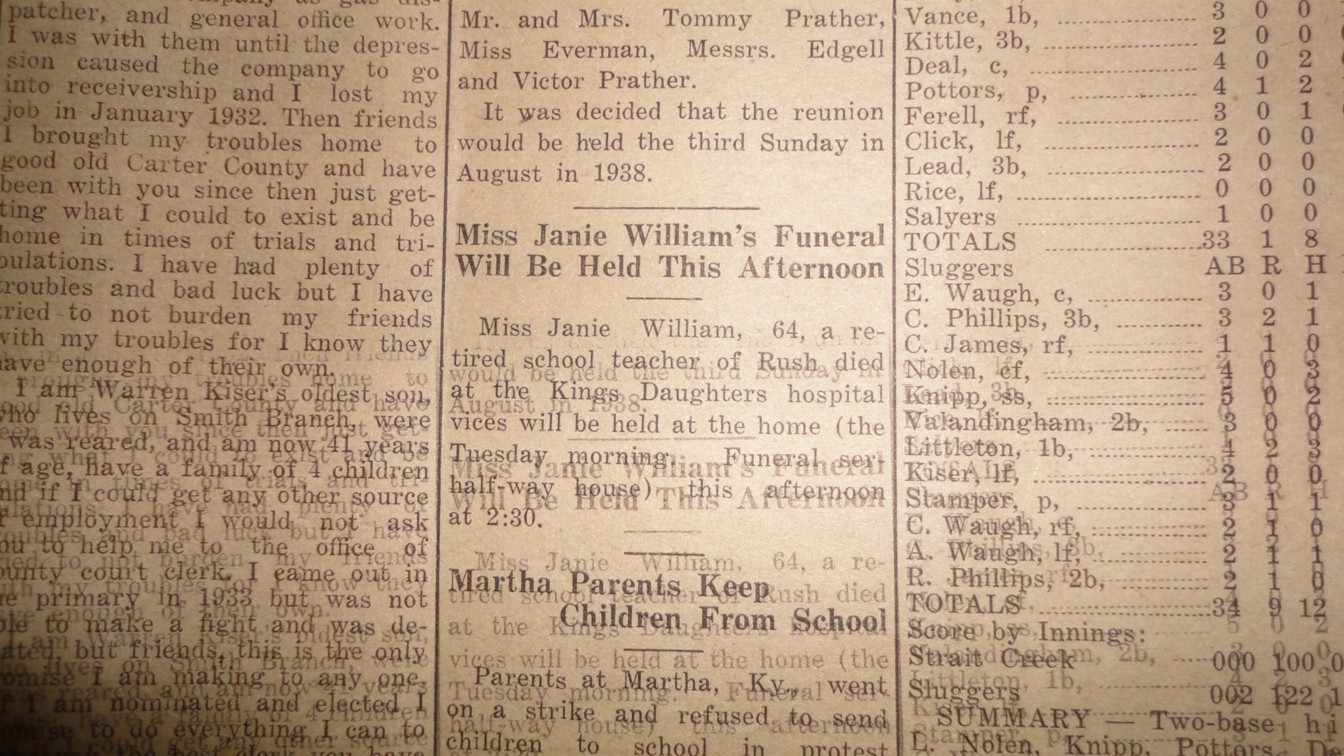 patcher, and general office work.
I was with them until the depres-
sion caused the company to go
into receivership and I lost my
job in January 1932. Then friends
I brought my troubles home to
good old Carter County and have
been with you since then just get-
ting what I could to exist and be
home in times of trials and tri-
bulations. I have had plenty of
troubles and bad luck but I have
tried to not burden my friends
with my troubles for I know they
have enough of their own.
I am Warren Kiser's oldest son,
who lives on Smith Branch, were
I was reared, and am now 41 years
of age, have a family of 4 children
and if I could get any other source
of employment I would not ask
you to help me to the office of
county court clerk. I came out in
the primary in 1933 but was not
able to make a fight and was de-
feated, but friends, this is the only
promise I am making to any one,
if I am nominated and elected I
promise to do everything I can to
Mr. and Mrs. Tommy Prather,
Miss Everman, Messrs. Edgell
and Victor Prather.
It was decided that the reunion
would be held the third Sunday in
August in 1938.
Miss Janie William's Funeral
Will Be Held This Afternoon
Miss Janie William, 64, a re-
tired school teacher of Rush died
at the Kings Daughters hospital
vices will be held at the home (the
Tuesday morning. Funeral ser-
half-way house) this afternoon
at 2:30.
Martha Parents Keep
Children From School
Parents at Martha, Ky., went
on a strike and refused to send
children to school in protest
Vance, 1b, 3 0 0
Kittle, 3b, 2 0 0
Deal, c, 4 0 2
Pottors, p, 4 1 2
Ferell, rf, 3 0 1
Click, lf, 2 0 0
Lead, 3b, 2 0 0
Rice, lf, 0 0 0
Salyers 1 0 0
TOTALS 33 1 8
Sluggers AB R H
E. Waugh, c, 3 0 1
C. Phillips, 3b, 3 2 1
C. James, rf, 1 1 0
Nolen, cf, 4 0 3
Knipp, ss, 5 0 2
Valandingham, 2b, 3 0 0
Littleton, 1b, 4 2 3
Kiser, lf, 2 0 0
Stamper, p, 3 1 1
C. Waugh, rf, 2 1 0
A. Waugh, lf, 2 1 1
R. Phillips, 2b, 2 1 0
TOTALS 34 9 12
Score by Innings:
Strait Creek 000 100 0
Sluggers 002 122
SUMMARY — Two-base
L. Nolen, Knipp,